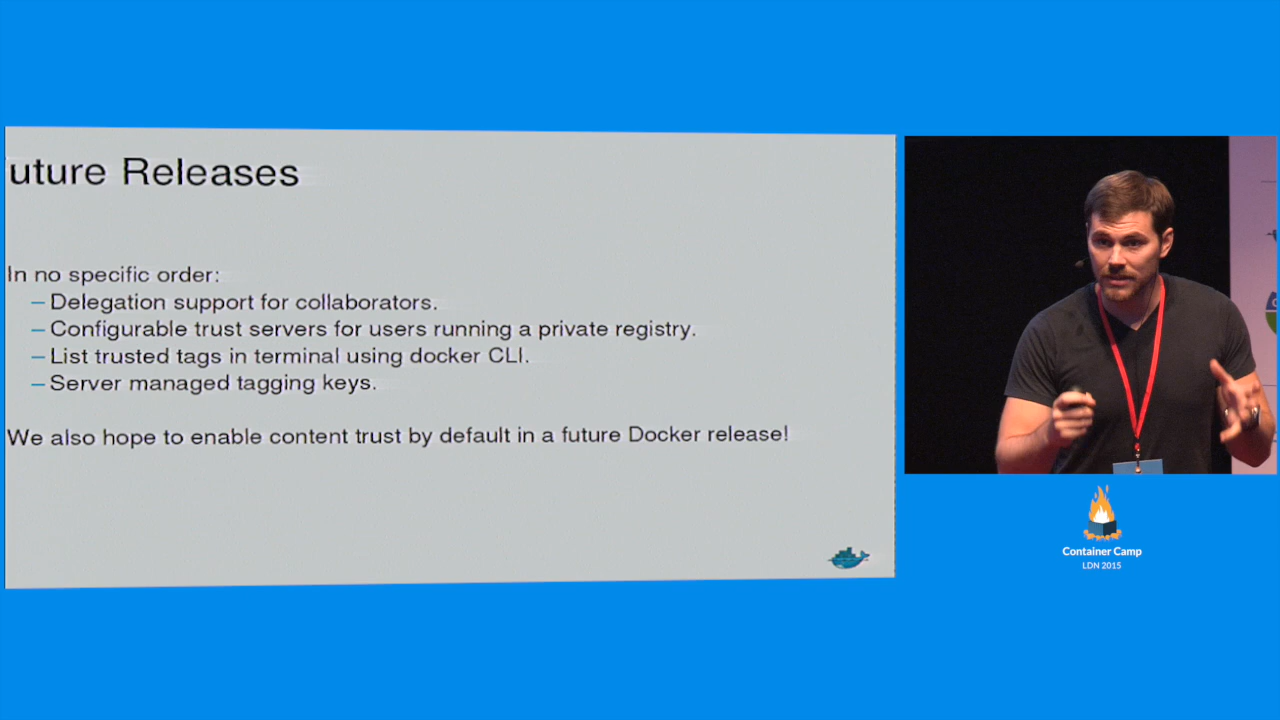 uture Releases
In no specific order:
– Delegation support for collaborators.
– Configurable trust servers for users running a private registry.
– List trusted tags in terminal using docker CLI.
– Server managed tagging keys.
We also hope to enable content trust by default in a future Docker release!
Container Camp
LDN 2015